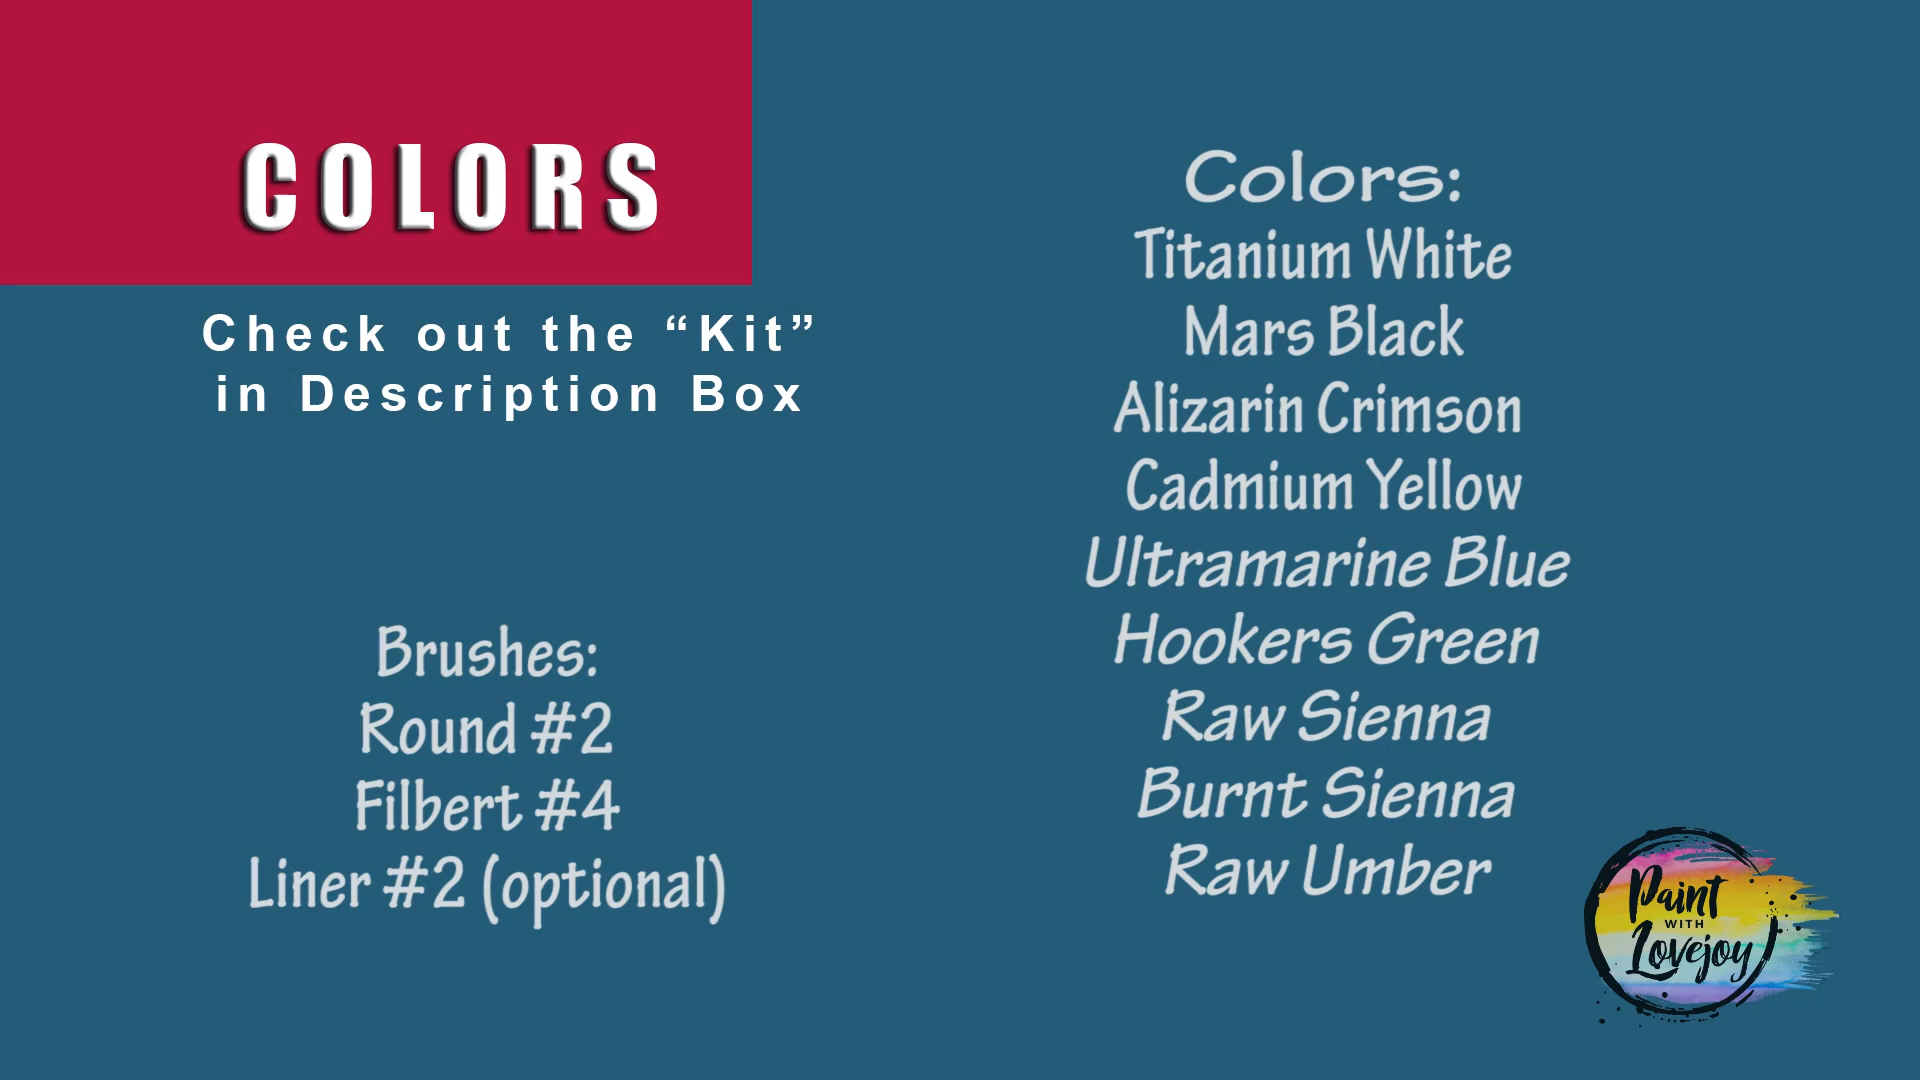 COLORS
Check out the “Kit”
in Description Box
Brushes:
Round #2
Filbert #4
Liner #2 (optional)
Colors:
Titanium White
Mars Black
Alizarin Crimson
Cadmium Yellow
Ultramarine Blue
Hookers Green
Raw Sienna
Burnt Sienna
Raw Umber
Paint
WITH
Lovejoy